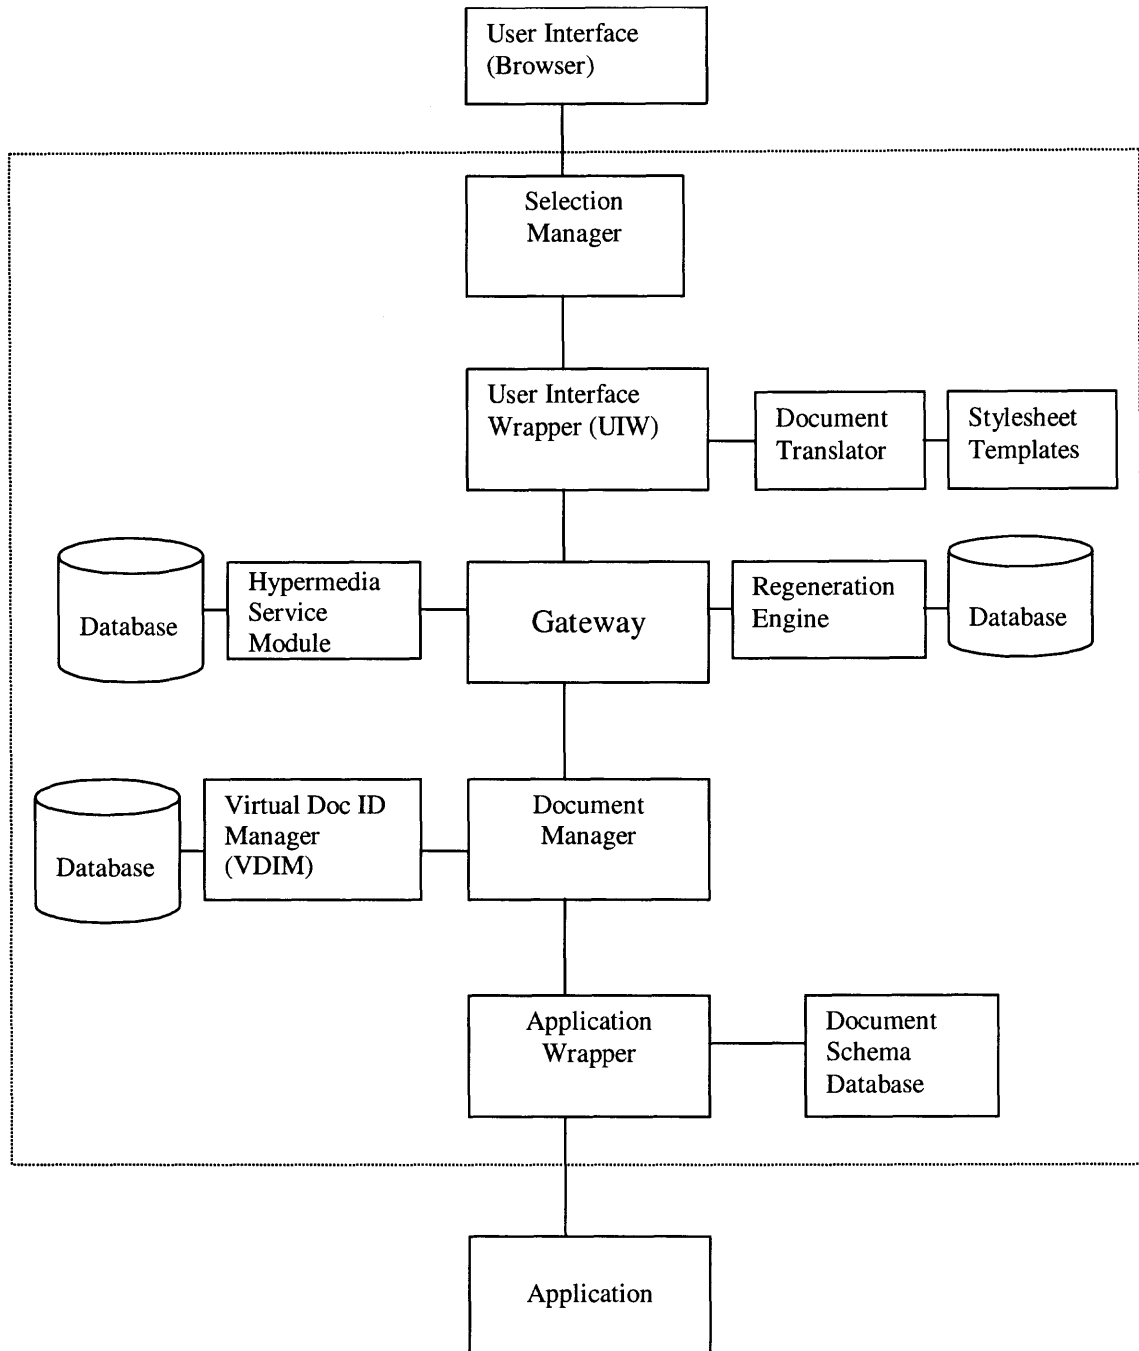 User Interface
(Browser)
Selection
Manager
User Interface
Wrapper (UIW)
Document
Translator
Stylesheet
Templates
Database
Hypermedia
Service
Module
Gateway
Regeneration
Engine
Database
Database
Virtual Doc ID
Manager
(VDIM)
Document
Manager
Application
Wrapper
Document
Schema
Database
Application